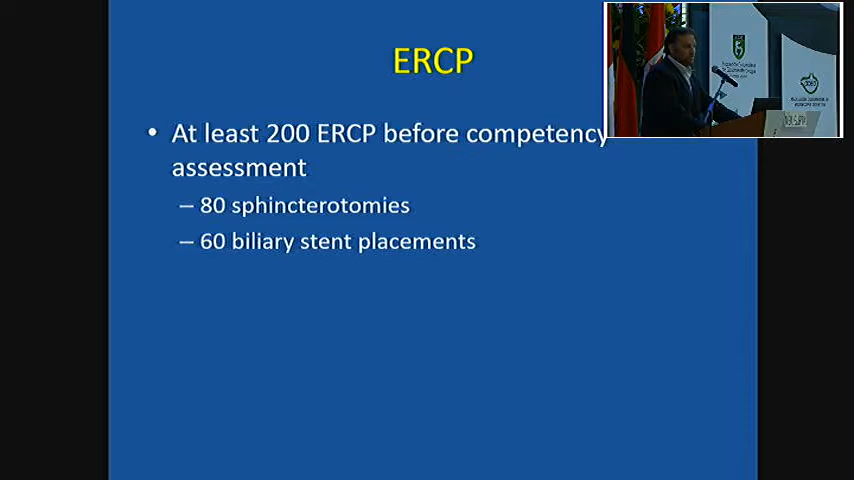 ERCP
• At least 200 ERCP before competency
assessment
– 80 sphincterotomies
– 60 biliary stent placements